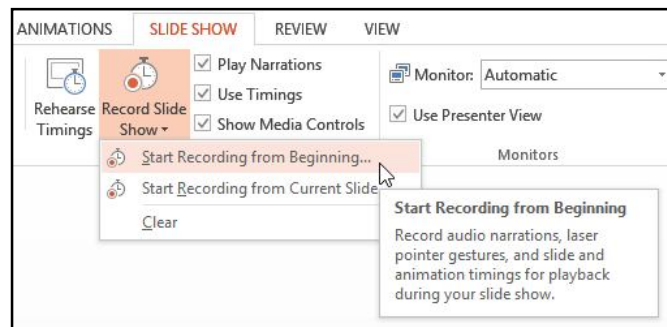 ANIMATIONS SLIDE SHOW REVIEW VIEW
Rehearse Timings
Record Slide Show
Play Narrations
Use Timings
Show Media Controls
Monitor: Automatic
Use Presenter View
Monitors
Start Recording from Beginning...
Start Recording from Current Slide
Clear
Start Recording from Beginning
Record audio narrations, laser
pointer gestures, and slide and
animation timings for playback
during your slide show.